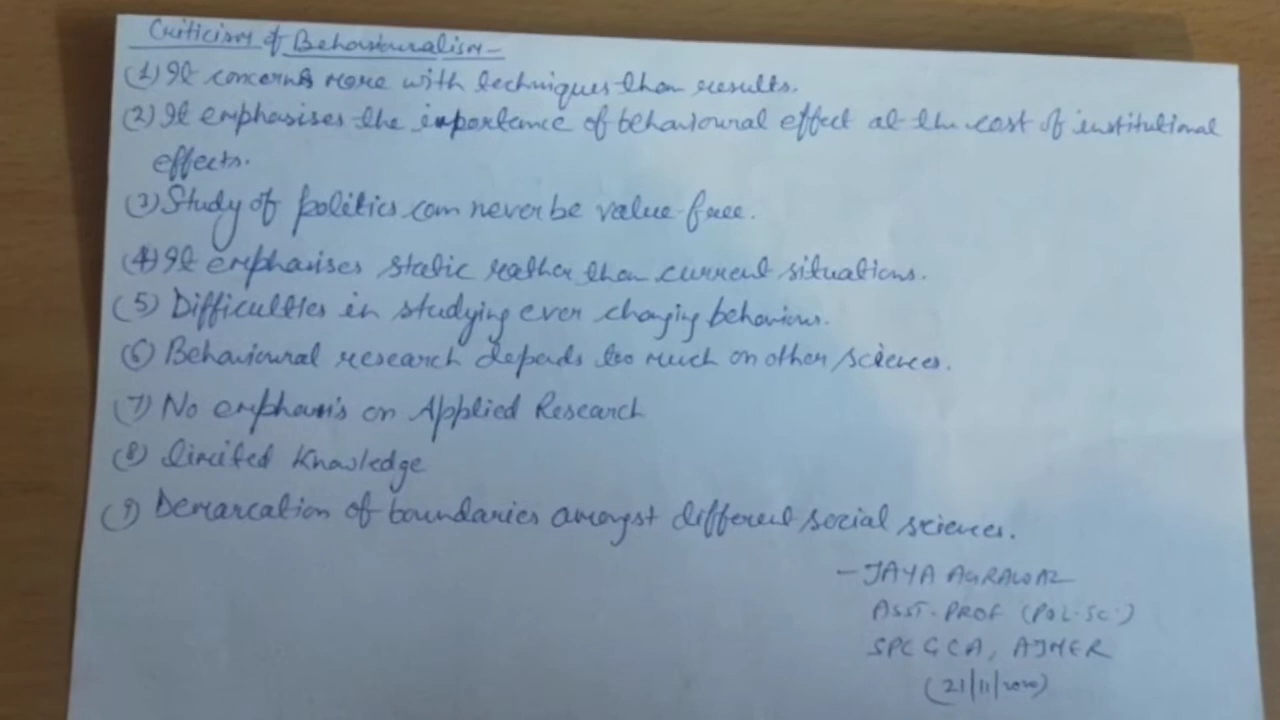 Criticism of Behaviouralism-
(1) It concerns more with techniques than results.
(2) It emphasises the importance of behavioural effect at the cost of institutional
effects.
(3) Study of politics can never be value-free.
(4) It emphasises static rather than current situations.
(5) Difficulties in studying ever changing behaviour.
(6) Behavioural research depends too much on other sciences.
(7) No emphasis on Applied Research
(8) limited Knowledge
(9) Demarcation of boundaries amongst different social sciences.
- JAYA AGRAWAL
ASST. PROF (POL. SC.)
SPCGCA, AJMER
(21/11/2020)